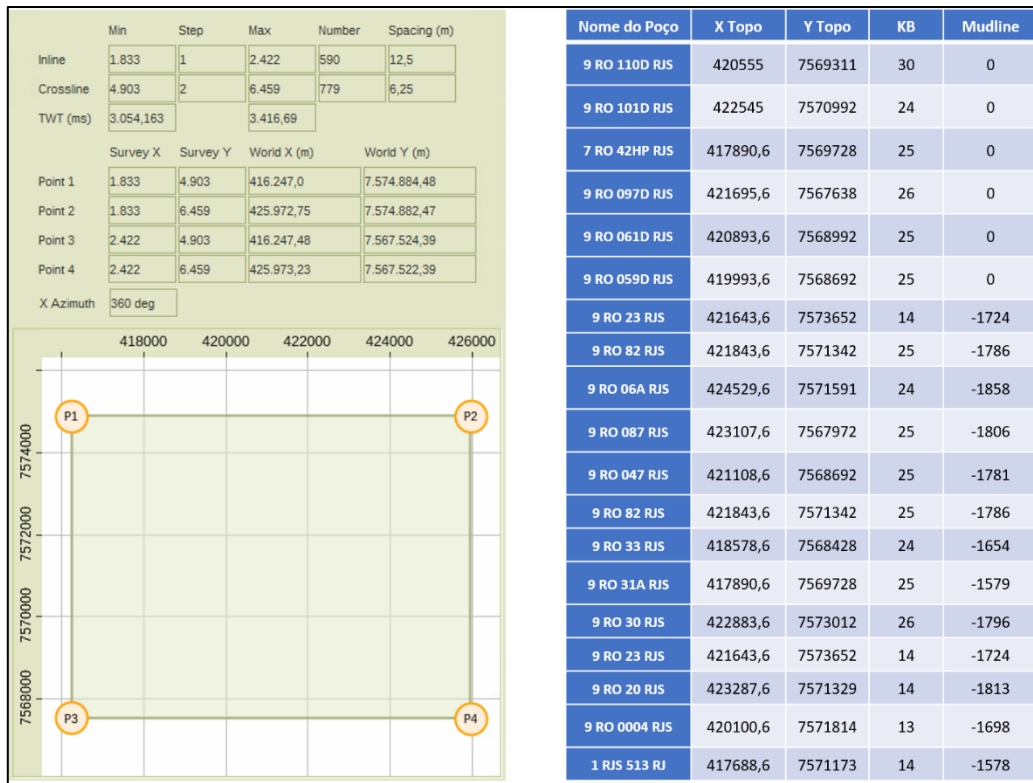 Min Step Max Number Spacing (m)
Inline 1.833 1 2.422 590 12,5
Crossline 4.903 2 6.459 779 6,25
TWT (ms) 3.054,163 3.416,69
Survey X Survey Y World X (m) World Y (m)
Point 1 1.833 4.903 416.247,0 7.574.884,48
Point 2 1.833 6.459 425.972,75 7.574.882,47
Point 3 2.422 4.903 416.247,48 7.567.524,39
Point 4 2.422 6.459 425.973,23 7.567.522,39
X Azimuth 360 deg
418000 420000 422000 424000 426000
P1 P2
7574000
7572000
7570000
7568000
P3 P4
Nome do Poço X Topo Y Topo KB Mudline
9 RO 110D RJS 420555 7569311 30 0
9 RO 101D RJS 422545 7570992 24 0
7 RO 42HP RJS 417890,6 7569728 25 0
9 RO 097D RJS 421695,6 7567638 26 0
9 RO 061D RJS 420893,6 7568992 25 0
9 RO 059D RJS 419993,6 7568692 25 0
9 RO 23 RJS 421643,6 7573652 14 -1724
9 RO 82 RJS 421843,6 7571342 25 -1786
9 RO 06A RJS 424529,6 7571591 24 -1858
9 RO 087 RJS 423107,6 7567972 25 -1806
9 RO 047 RJS 421108,6 7568692 25 -1781
9 RO 82 RJS 421843,6 7571342 25 -1786
9 RO 33 RJS 418578,6 7568428 24 -1654
9 RO 31A RJS 417890,6 7569728 25 -1579
9 RO 30 RJS 422883,6 7573012 26 -1796
9 RO 23 RJS 421643,6 7573652 14 -1724
9 RO 20 RJS 423287,6 7571329 14 -1813
9 RO 0004 RJS 420100,6 7571814 13 -1698
1 RJS 513 RJ 417688,6 7571173 14 -1578